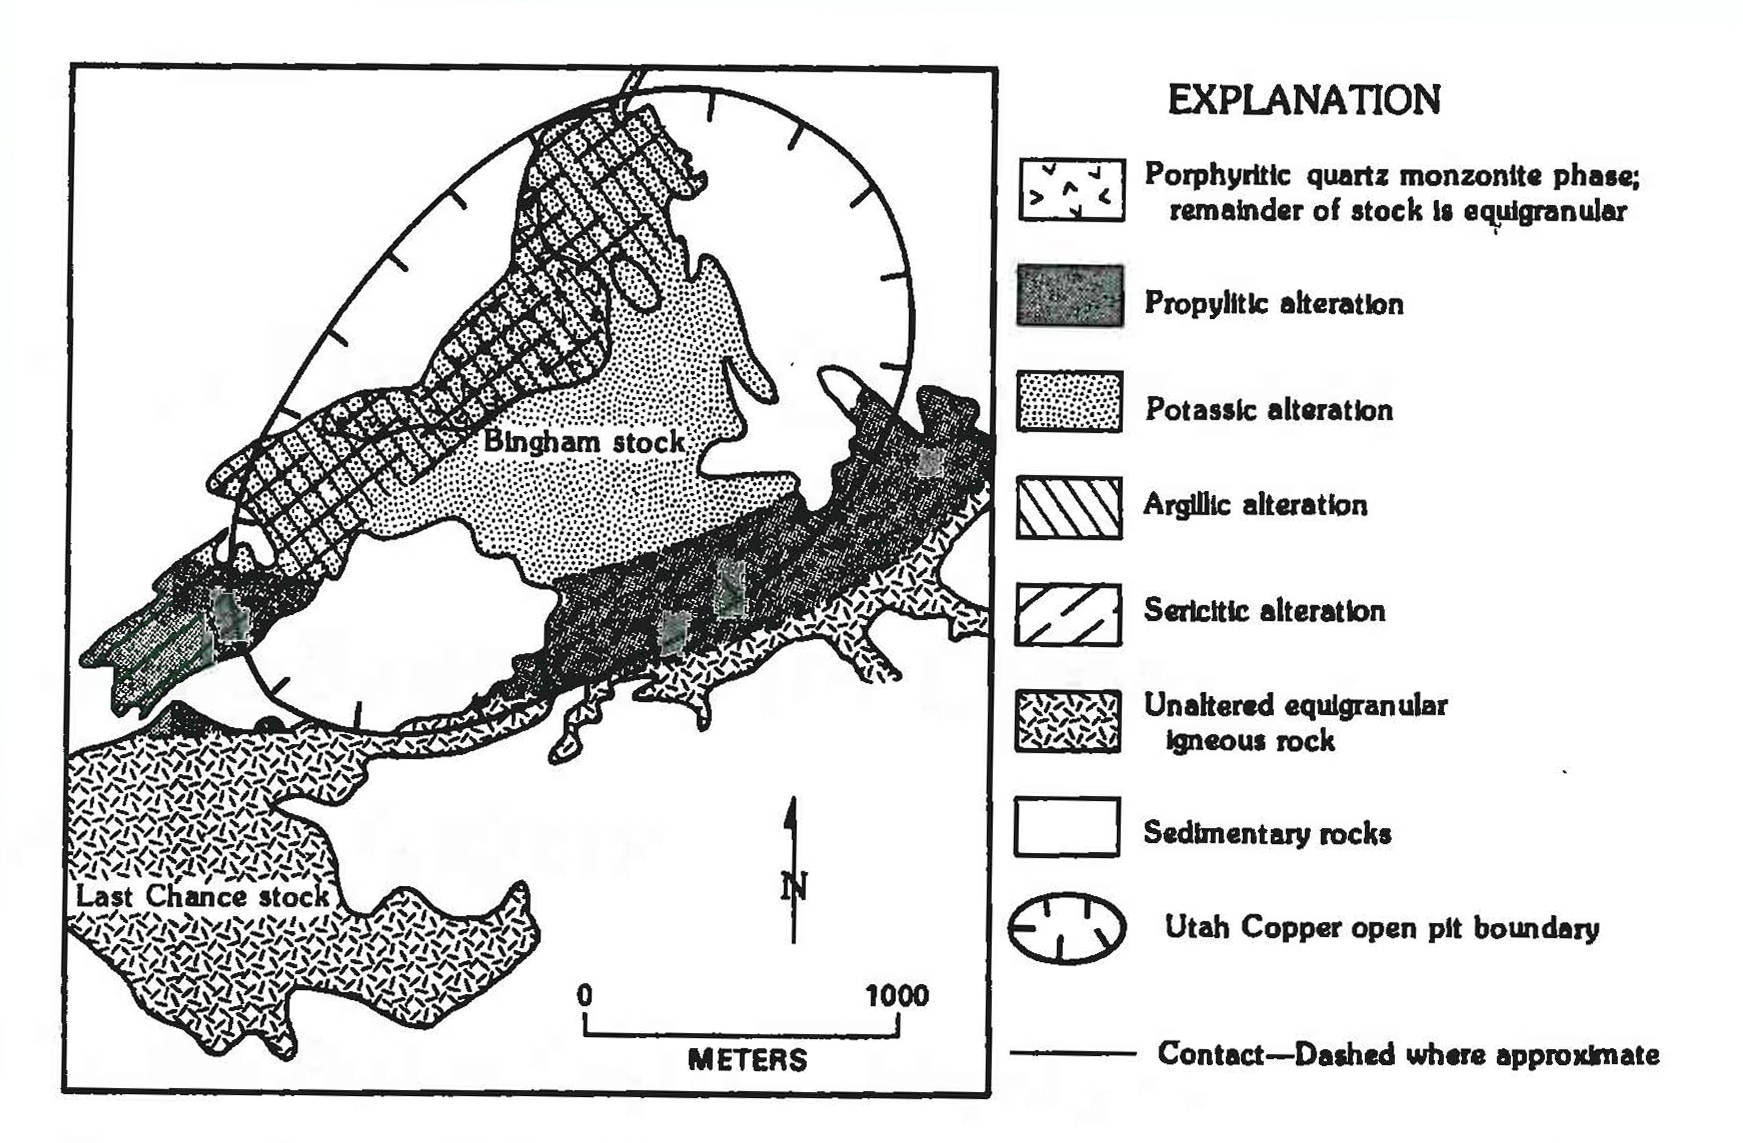 EXPLANATION
Porphyritic quartz monzonite phase;
remainder of stock is equigranular
Propylitic alteration
Potassic alteration
Argillic alteration
Sericitic alteration
Unaltered equigranular
igneous rock
Sedimentary rocks
Utah Copper open pit boundary
Contact—Dashed where approximate
Bingham stock
Last Chance stock
N
0 1000
METERS